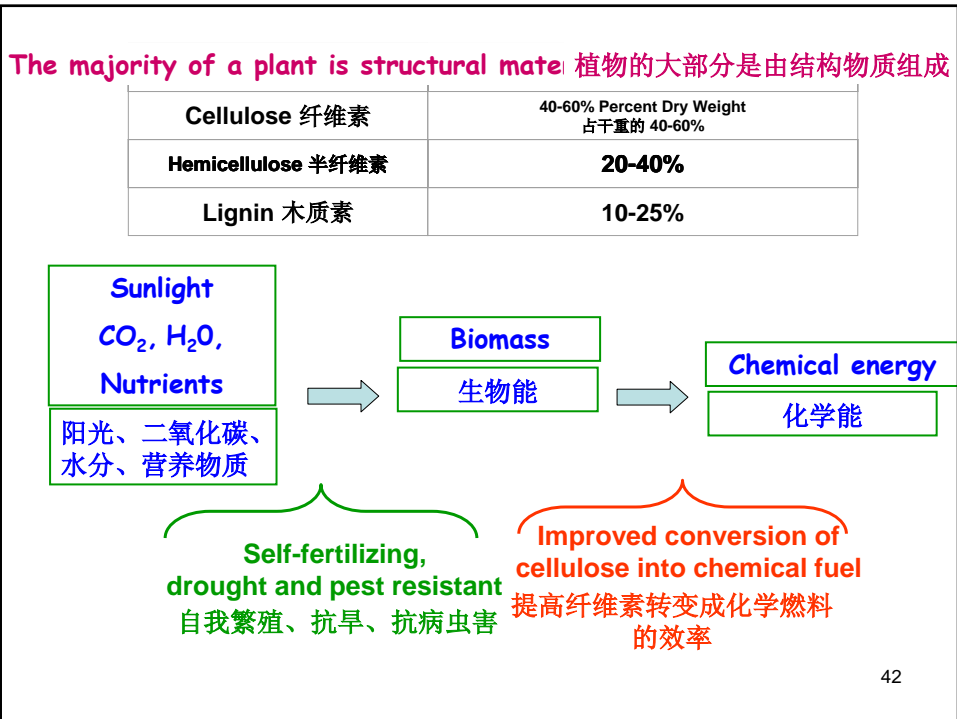 The majority of a plant is structural mate 植物的大部分是由结构物质组成
Cellulose 纤维素
40-60% Percent Dry Weight
占干重的 40-60%
Hemicellulose 半纤维素
20-40%
Lignin 木质素
10-25%
Sunlight
CO₂, H₂0,
Nutrients
阳光、二氧化碳、
水分、营养物质
Biomass
生物能
Chemical energy
化学能
Self-fertilizing,
drought and pest resistant
自我繁殖、抗旱、抗病虫害
Improved conversion of
cellulose into chemical fuel
提高纤维素转变成化学燃料
的效率
42